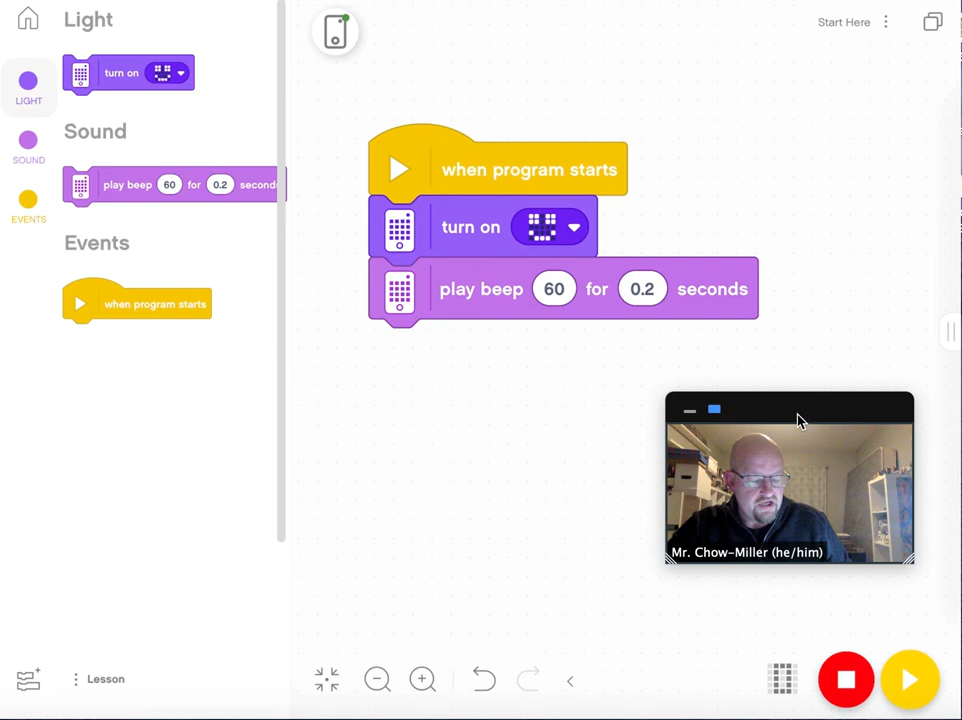 Light
turn on
LIGHT
Sound
SOUND
play beep 60 for 0.2 seconds
EVENTS
Events
when program starts
Lesson
Start Here
when program starts
turn on
play beep 60 for 0.2 seconds
Mr. Chow-Miller (he/him)